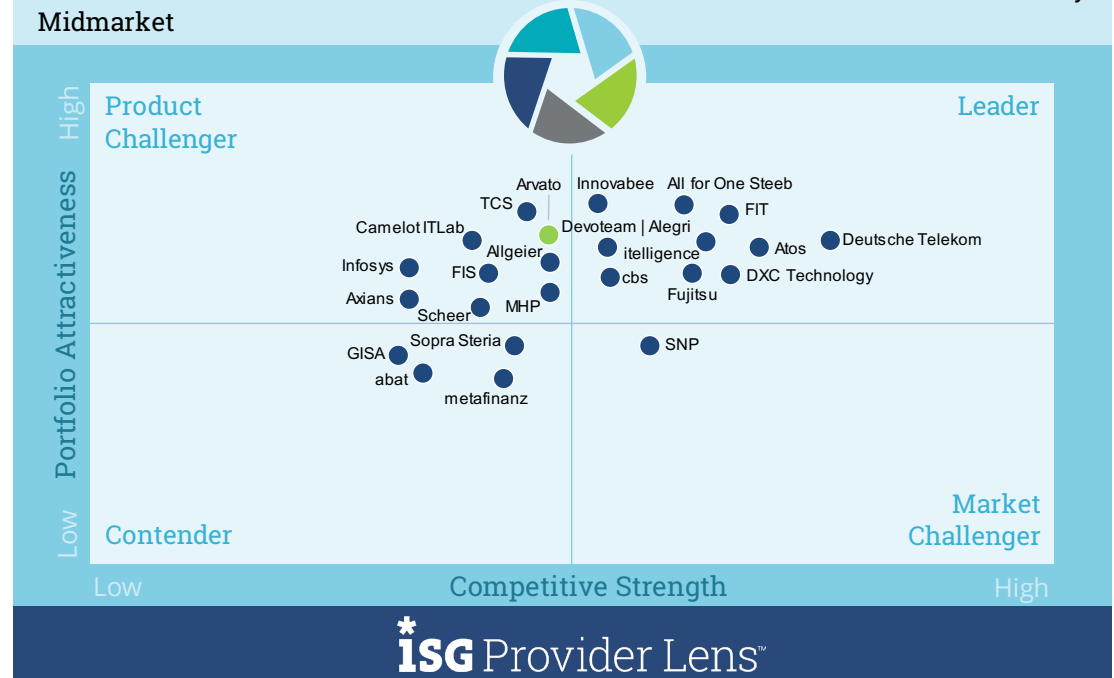 Midmarket
High
Product
Challenger
Leader
Arvato
Innovabee
All for One Steeb
TCS
FIT
Camelot ITLab
Devoteam | Alegri
Deutsche Telekom
Allgeier
itelligence
Atos
Infosys
FIS
cbs
DXC Technology
Fujitsu
Axians
MHP
Scheer
Portfolio Attractiveness
Sopra Steria
SNP
GISA
abat
metafinanz
Low
Contender
Market
Challenger
Low
Competitive Strength
High
ISG Provider Lens™